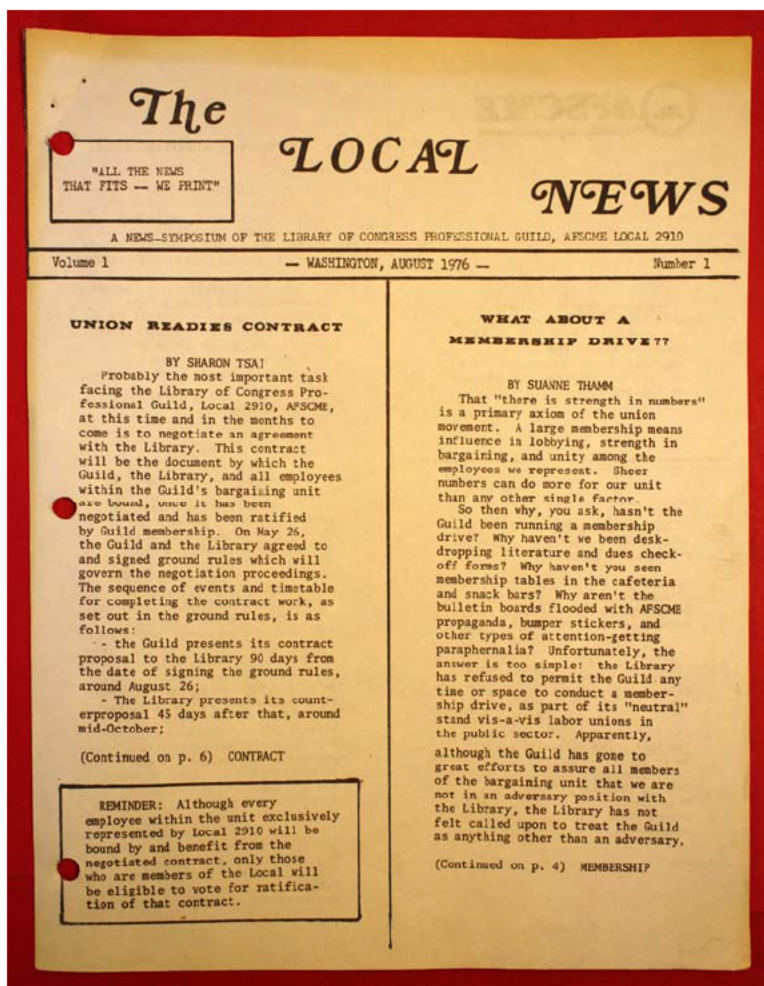 The
LOCAL
NEWS
"ALL THE NEWS
THAT FITS -- WE PRINT"
A NEWS-SYMPOSIUM OF THE LIBRARY OF CONGRESS PROFESSIONAL GUILD, AFSCME LOCAL 2910
Volume 1 — WASHINGTON, AUGUST 1976 — Number 1
UNION READIES CONTRACT
BY SHARON TSAI
Probably the most important task
facing the Library of Congress Pro-
fessional Guild, Local 2910, AFSCME,
at this time and in the months to
come is to negotiate an agreement
with the Library. This contract
will be the document by which the
Guild, the Library, and all employees
within the Guild's bargaining unit
are bound, once it has been
negotiated and has been ratified
by Guild membership. On May 26,
the Guild and the Library agreed to
and signed ground rules which will
govern the negotiation proceedings.
The sequence of events and timetable
for completing the contract work, as
set out in the ground rules, is as
follows:
- the Guild presents its contract
proposal to the Library 90 days from
the date of signing the ground rules,
around August 26;
- The Library presents its count-
erproposal 45 days after that, around
mid-October;
(Continued on p. 6) CONTRACT
REMINDER: Although every
employee within the unit exclusively
represented by Local 2910 will be
bound by and benefit from the
negotiated contract, only those
who are members of the Local will
be eligible to vote for ratifica-
tion of that contract.
WHAT ABOUT A
MEMBERSHIP DRIVE??
BY SUANNE THAMM
That "there is strength in numbers"
is a primary axiom of the union
movement. A large membership means
influence in lobbying, strength in
bargaining, and unity among the
employees we represent. Sheer
numbers can do more for our unit
than any other single factor.
So then why, you ask, hasn't the
Guild been running a membership
drive? Why haven't we been desk-
dropping literature and dues check-
off forms? Why haven't you seen
membership tables in the cafeteria
and snack bars? Why aren't the
bulletin boards flooded with AFSCME
propaganda, bumper stickers, and
other types of attention-getting
paraphernalia? Unfortunately, the
answer is too simple: the Library
has refused to permit the Guild any
time or space to conduct a member-
ship drive, as part of its "neutral"
stand vis-a-vis labor unions in
the public sector. Apparently,
although the Guild has gone to
great efforts to assure all members
of the bargaining unit that we are
not in an adversary position with
the Library, the Library has not
felt called upon to treat the Guild
as anything other than an adversary.
(Continued on p. 4) MEMBERSHIP